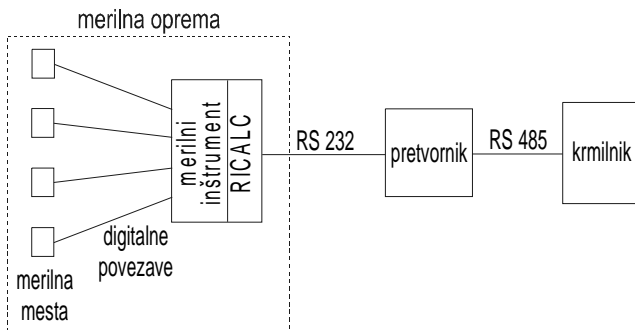 merilna oprema
merilni
inštrument
RICALC
RS 232
pretvornik
RS 485
krmilnik
digitalne
povezave
merilna
mesta